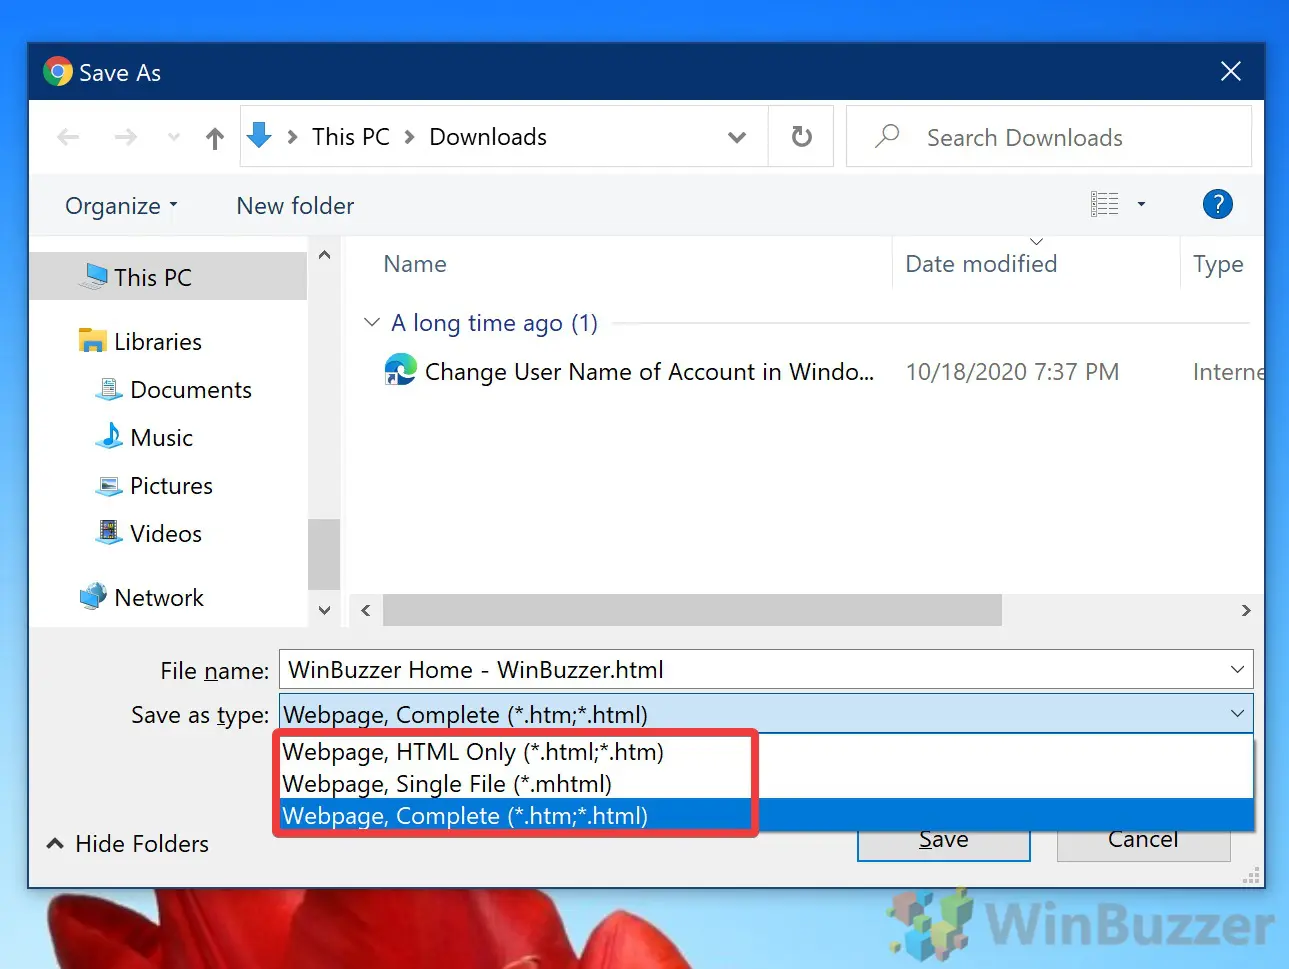 Save As
This PC
Downloads
Search Downloads
Organize
New folder
?
This PC
Libraries
Documents
Music
Pictures
Videos
Network
Name
Date modified
Type
A long time ago (1)
Change User Name of Account in Windo...
10/18/2020 7:37 PM
Interne
File name:
WinBuzzer Home - WinBuzzer.html
Save as type:
Webpage, Complete (*.htm;*.html)
Webpage, HTML Only (*.html;*.htm)
Webpage, Single File (*.mhtml)
Webpage, Complete (*.htm;*.html)
Hide Folders
Save
Cancel
WinBuzzer